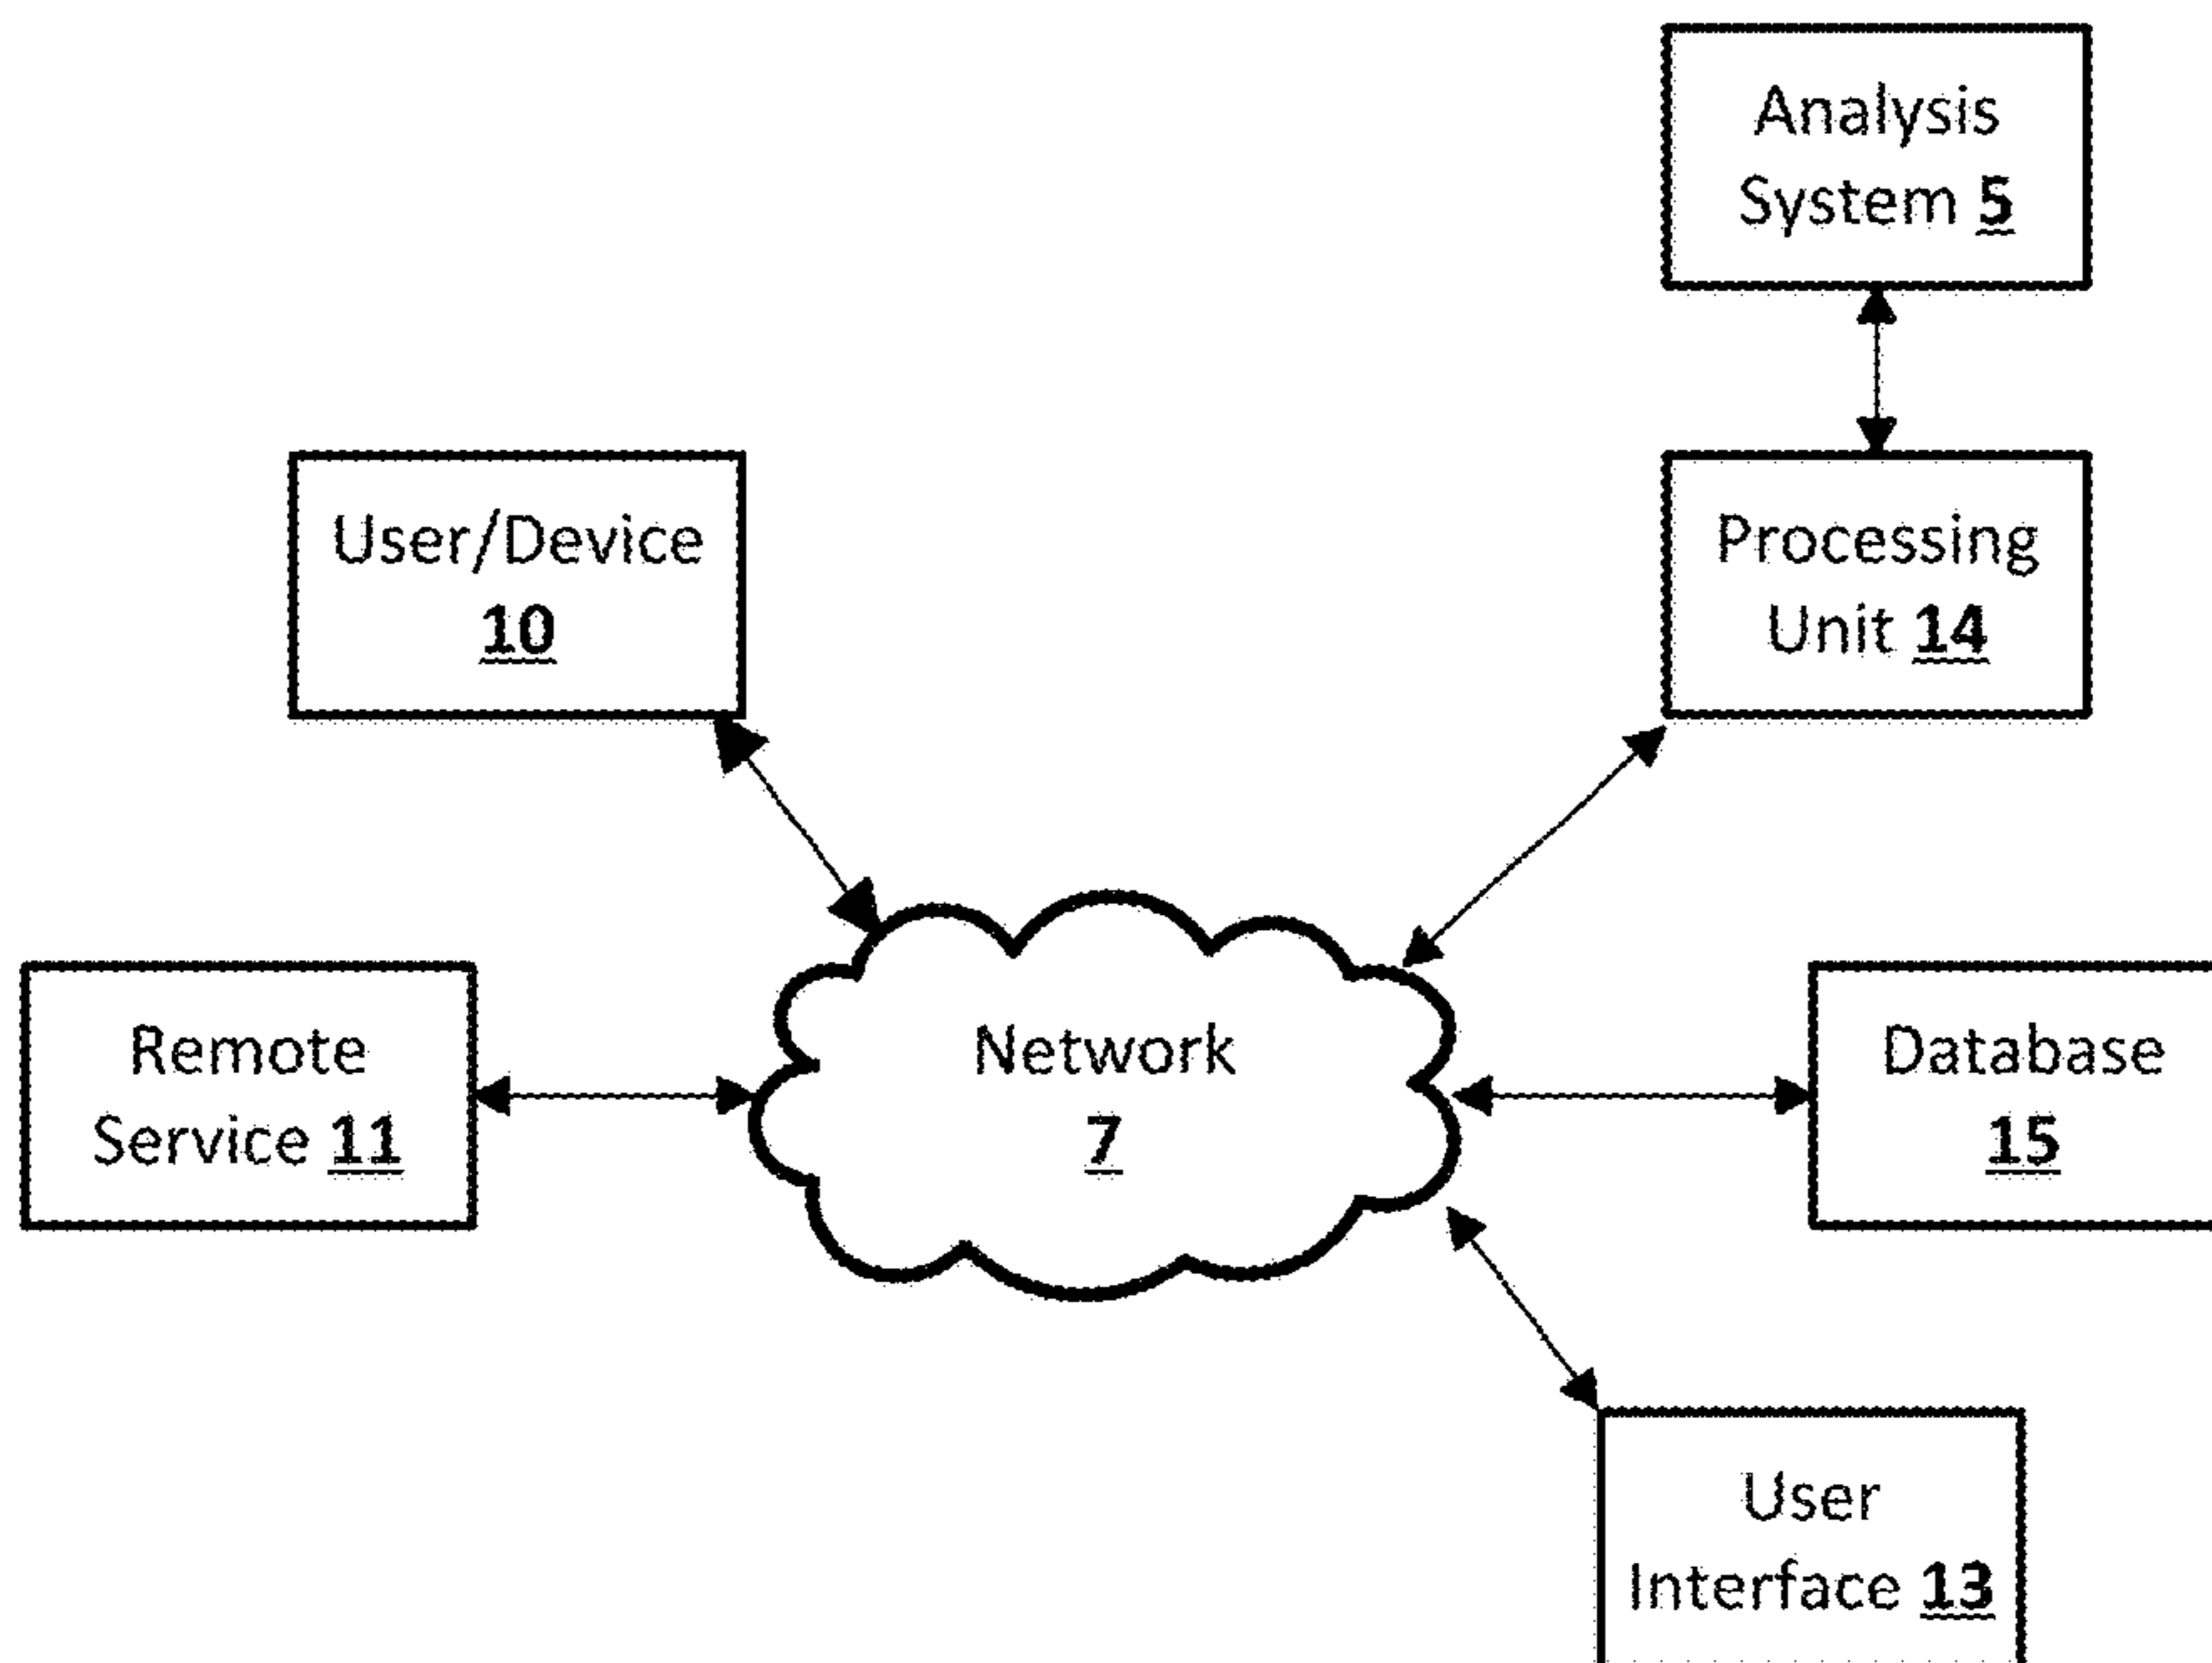 Analysis
System 5
User/Device
10
Processing
Unit 14
Remote
Service 11
Network
7
Database
15
User
Interface 13